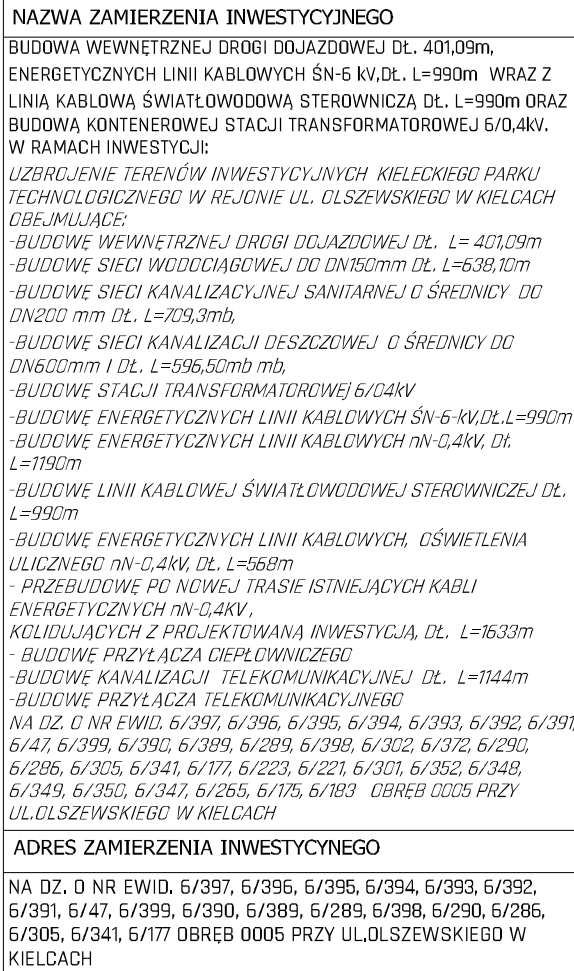 NAZWA ZAMIERZENIA INWESTYCYJNEGO
BUDOWA WEWNĘTRZNEJ DROGI DOJAZDOWEJ DŁ. 401,09m,
ENERGETYCZNYCH LINII KABLOWYCH ŚN-6 kV,DŁ. L=990m WRAZ Z
LINIĄ KABLOWĄ ŚWIATŁOWODOWĄ STEROWNICZĄ DŁ. L=990m ORAZ
BUDOWĄ KONTENEROWEJ STACJI TRANSFORMATOROWEJ 6/0,4kV.
W RAMACH INWESTYCJI:
UZBROJENIE TERENÓW INWESTYCYJNYCH KIELECKIEGO PARKU
TECHNOLOGICZNEGO W REJONIE UL. OLSZEWSKIEGO W KIELCACH
OBEJMUJĄCE:
-BUDOWĘ WEWNĘTRZNEJ DROGI DOJAZDOWEJ DŁ. L= 401,09m
-BUDOWĘ SIECI WODOCIĄGOWEJ DO DN150mm DŁ. L=638,10m
-BUDOWĘ SIECI KANALIZACYJNEJ SANITARNEJ O ŚREDNICY DO
DN200 mm DŁ. L=709,3mb,
-BUDOWĘ SIECI KANALIZACJI DESZCZOWEJ O ŚREDNICY DO
DN600mm I DŁ. L=596,50mb mb,
-BUDOWĘ STACJI TRANSFORMATOROWEj 6/04kV
-BUDOWĘ ENERGETYCZNYCH LINII KABLOWYCH ŚN-6-kV,DŁ.L=990m
-BUDOWĘ ENERGETYCZNYCH LINII KABLOWYCH nN-0,4kV, Dł.
L=1190m
-BUDOWĘ LINII KABLOWEJ ŚWIATŁOWODOWEJ STEROWNICZEJ DŁ.
L=990m
-BUDOWĘ ENERGETYCZNYCH LINII KABLOWYCH, OŚWIETLENIA
ULICZNEGO nN-0,4kV, DŁ. L=568m
- PRZEBUDOWĘ PO NOWEJ TRASIE ISTNIEJĄCYCH KABLI
ENERGETYCZNYCH nN-0,4KV ,
KOLIDUJĄCYCH Z PROJEKTOWANĄ INWESTYCJĄ, DŁ. L=1633m
- BUDOWĘ PRZYŁĄCZA CIEPŁOWNICZEGO
-BUDOWĘ KANALIZACJI TELEKOMUNIKACYJNEJ DŁ. L=1144m
-BUDOWĘ PRZYŁĄCZA TELEKOMUNIKACYJNEGO
NA DZ. O NR EWID. 6/397, 6/396, 6/395, 6/394, 6/393, 6/392, 6/391,
6/47, 6/399, 6/390, 6/389, 6/289, 6/398, 6/302, 6/372, 6/290,
6/286, 6/305, 6/341, 6/177, 6/223, 6/221, 6/301, 6/352, 6/348,
6/349, 6/350, 6/347, 6/265, 6/175, 6/183 OBRĘB 0005 PRZY
UL.OLSZEWSKIEGO W KIELCACH
ADRES ZAMIERZENIA INWESTYCYNEGO
NA DZ. O NR EWID. 6/397, 6/396, 6/395, 6/394, 6/393, 6/392,
6/391, 6/47, 6/399, 6/390, 6/389, 6/289, 6/398, 6/290, 6/286,
6/305, 6/341, 6/177 OBRĘB 0005 PRZY UL.OLSZEWSKIEGO W
KIELCACH